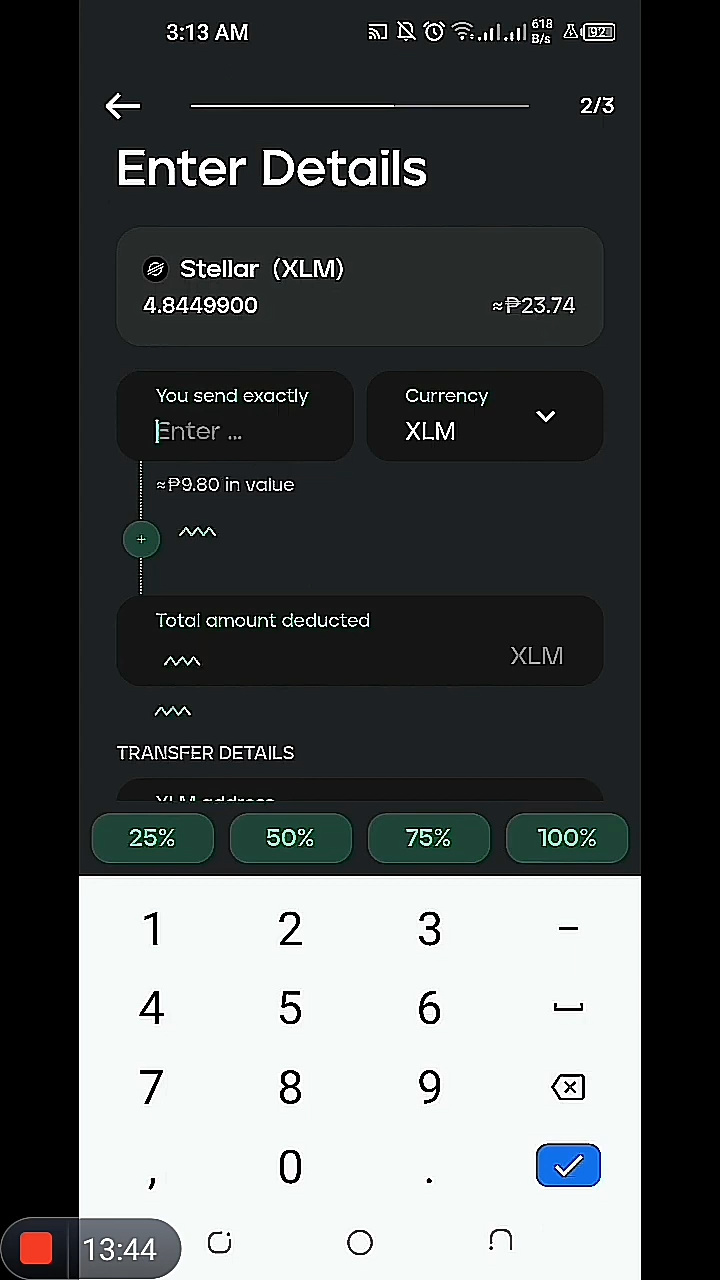 3:13 AM
618
B/s
92
2/3
Enter Details
Stellar (XLM)
4.8449900
≈₱23.74
You send exactly
Currency
Enter ...
XLM
≈₱9.80 in value
+
Total amount deducted
XLM
TRANSFER DETAILS
XLM address
25%
50%
75%
100%
1 2 3 –
4 5 6
7 8 9
, 0 .
13:44